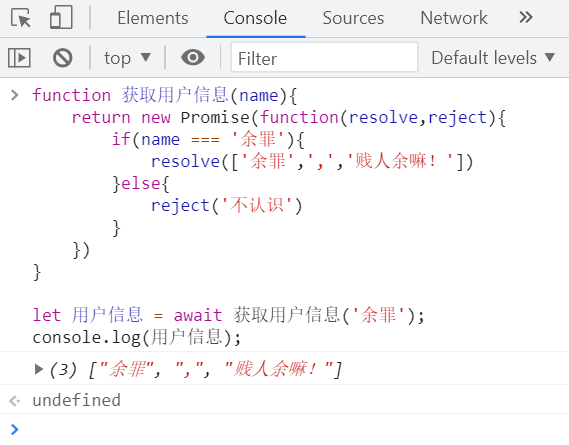 Elements Console Sources Network »
top ▼ Filter Default levels ▼
function 获取用户信息(name){
    return new Promise(function(resolve,reject){
        if(name === '余罪'){
            resolve(['余罪',',','贱人余嘛！'])
        }else{
            reject('不认识')
        }
    })
}
let 用户信息 = await 获取用户信息('余罪');
console.log(用户信息);
(3) ["余罪", ",", "贱人余嘛！"]
undefined